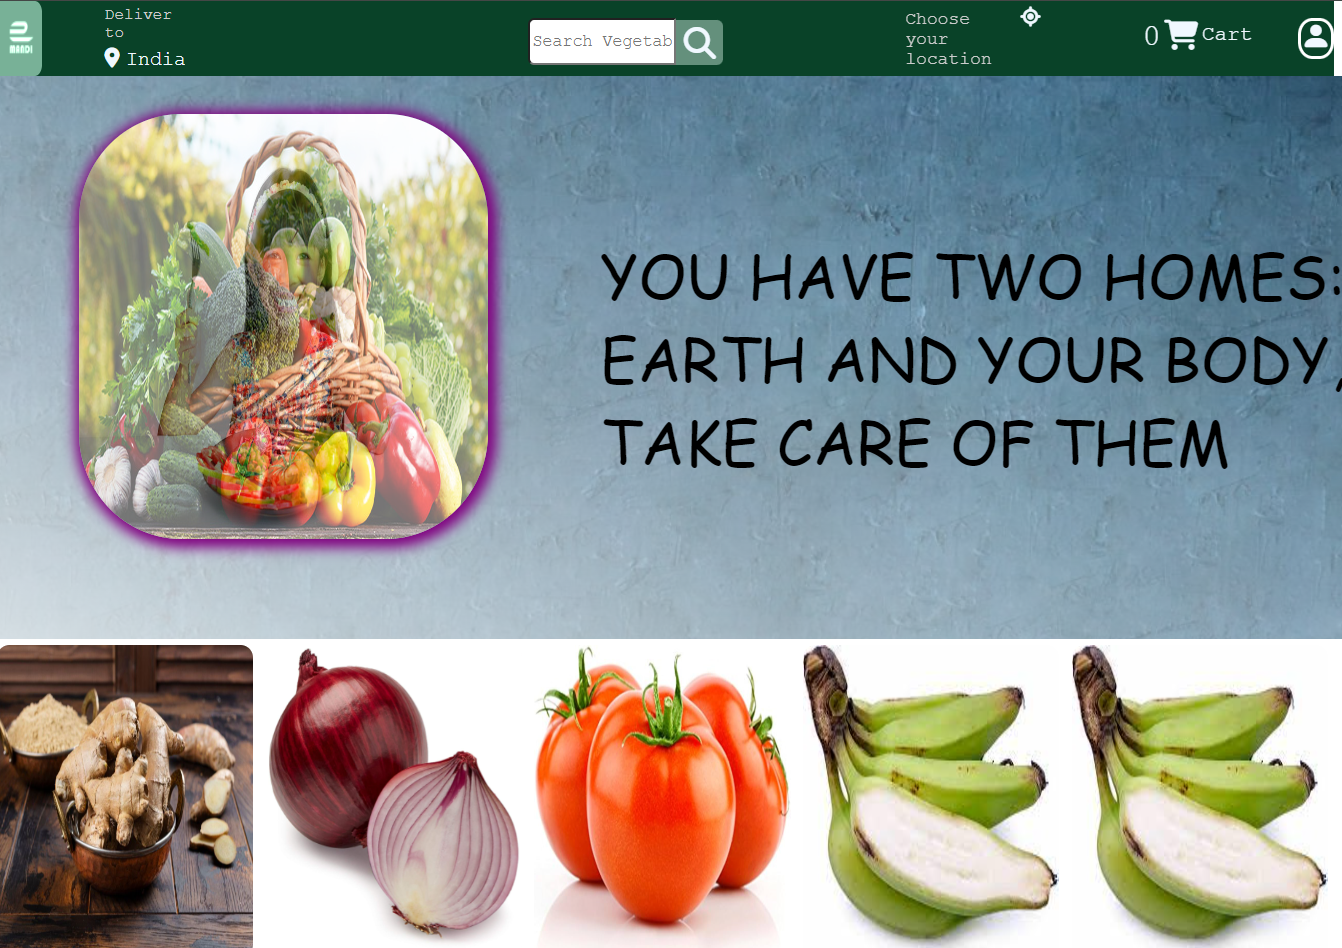 MANDI
Deliver
to
India
Search Vegetab
Choose
your
location
0 Cart
YOU HAVE TWO HOMES:
EARTH AND YOUR BODY,
TAKE CARE OF THEM